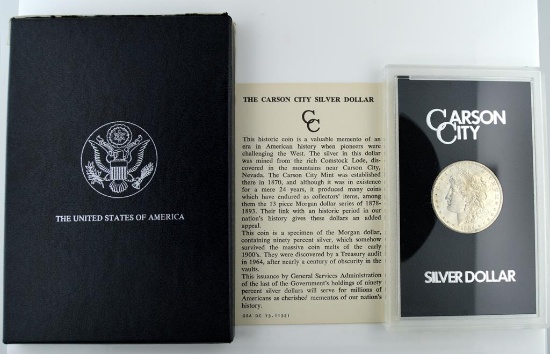 THE UNITED STATES OF AMERICA
THE CARSON CITY SILVER DOLLAR
CC
This historic coin is a valuable memento of an
era in American history when pioneers were
challenging the West. The silver in this dollar
was mined from the rich Comstock Lode, dis-
covered in the mountains near Carson City,
Nevada. The Carson City Mint was established
there in 1870, and although it was in existence
for a mere 24 years, it produced many coins
which have endured as collectors' items, among
them the 13 piece Morgan dollar series of 1878-
1893. Their link with an historic period in our
nation's history gives these dollars an added
appeal.
This coin is a specimen of the Morgan dollar,
containing ninety percent silver, which somehow
survived the massive coin melts of the early
1900's. They were discovered by a Treasury audit
in 1964, after nearly a century of obscurity in the
vaults.
This issuance by General Services Administration
of the last of the Government's holdings of ninety
percent silver dollars will serve for millions of
Americans as cherished mementos of our nation's
history.
GSA DC
CARSON
CITY
SILVER DOLLAR